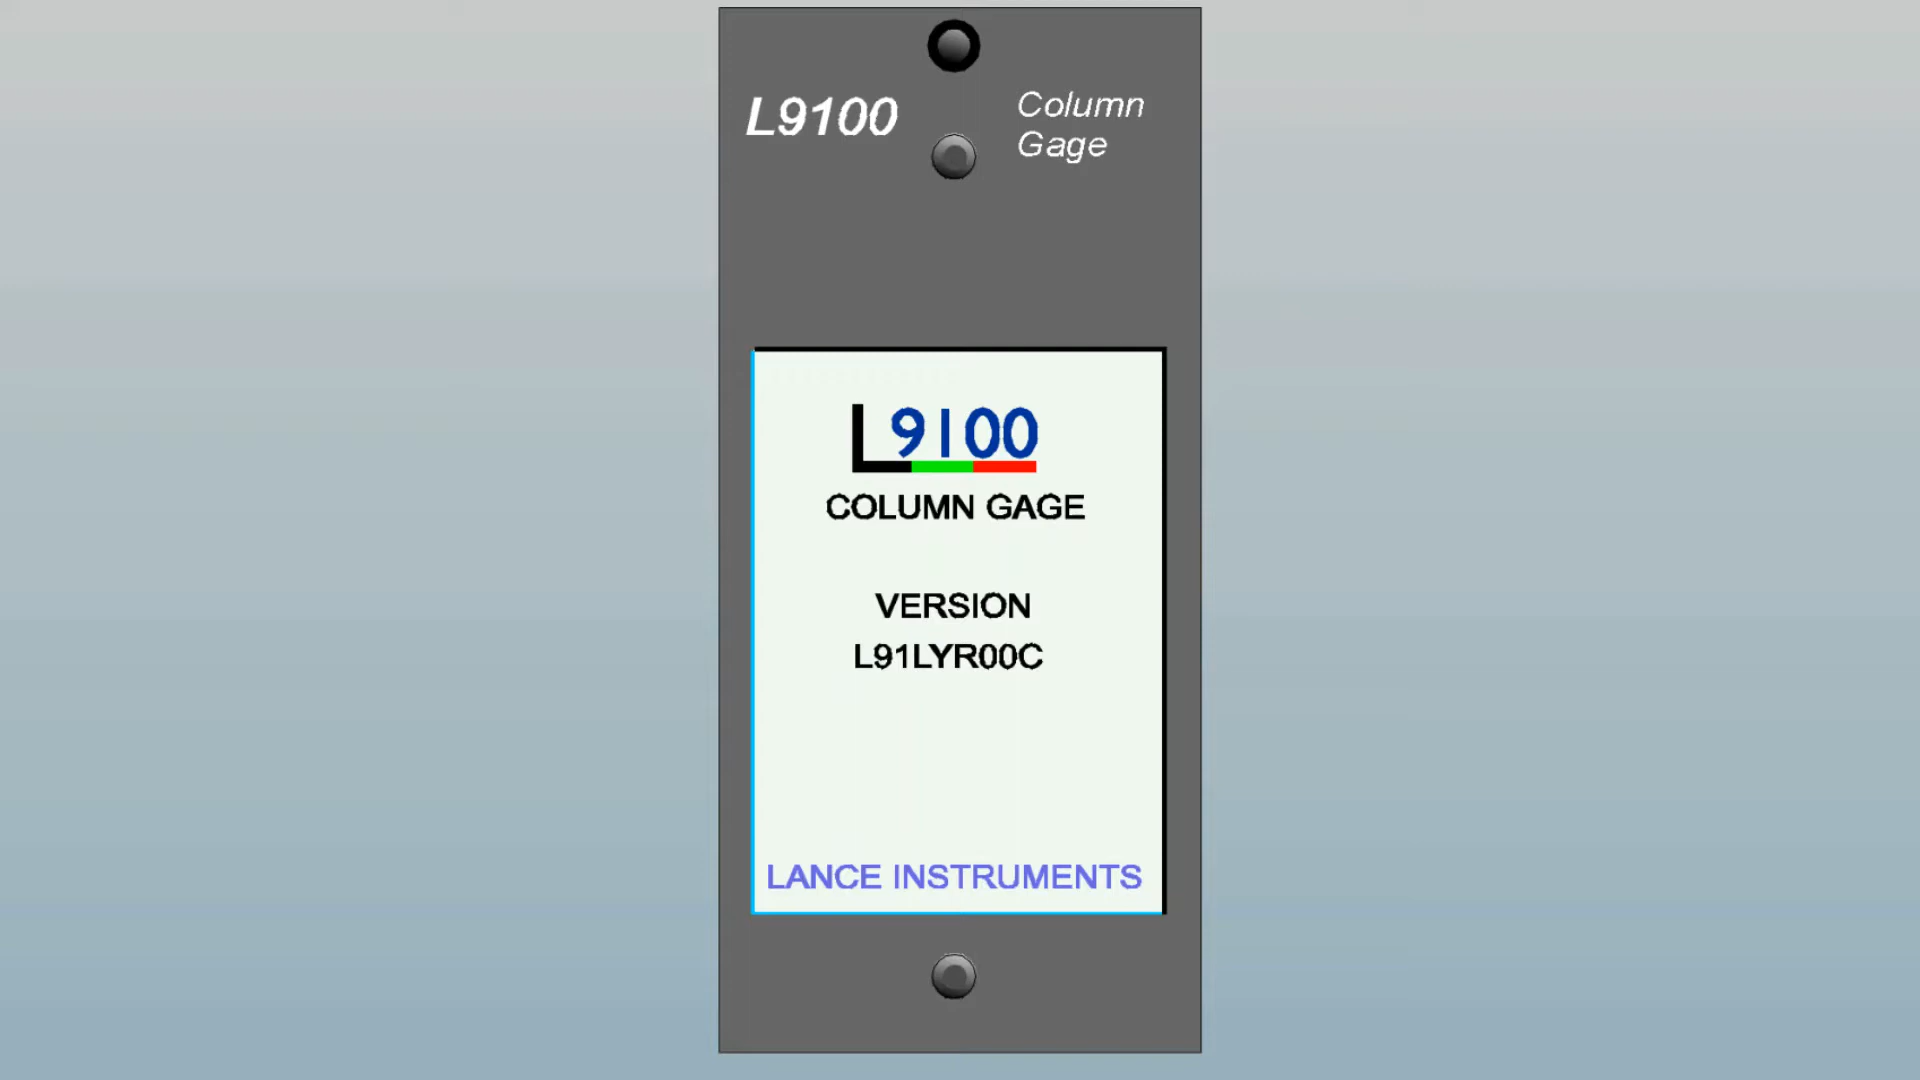 L9100
Column
Gage
L9100
COLUMN GAGE
VERSION
L91LYR00C
LANCE INSTRUMENTS